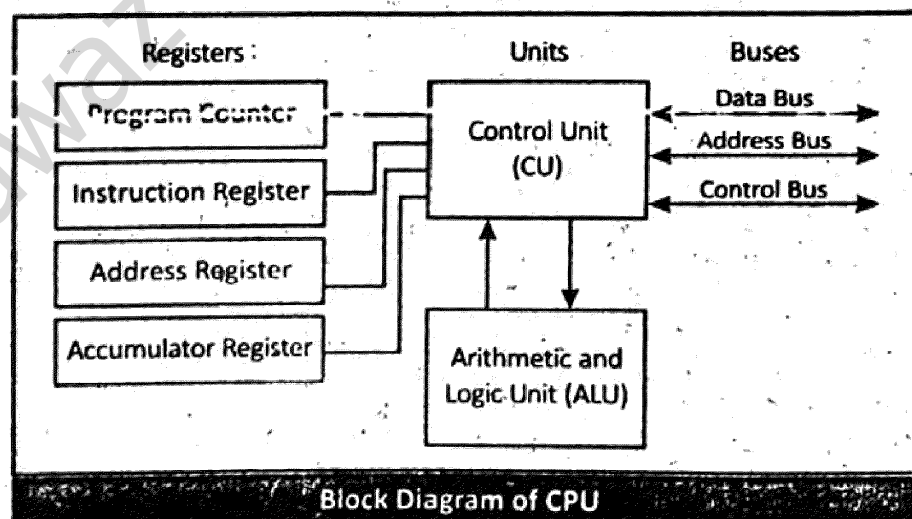 Registers :
Program Counter
Instruction Register
Address Register
Accumulator Register
Units
Control Unit
(CU)
Arithmetic and
Logic Unit (ALU)
Buses
Data Bus
Address Bus
Control Bus
Block Diagram of CPU